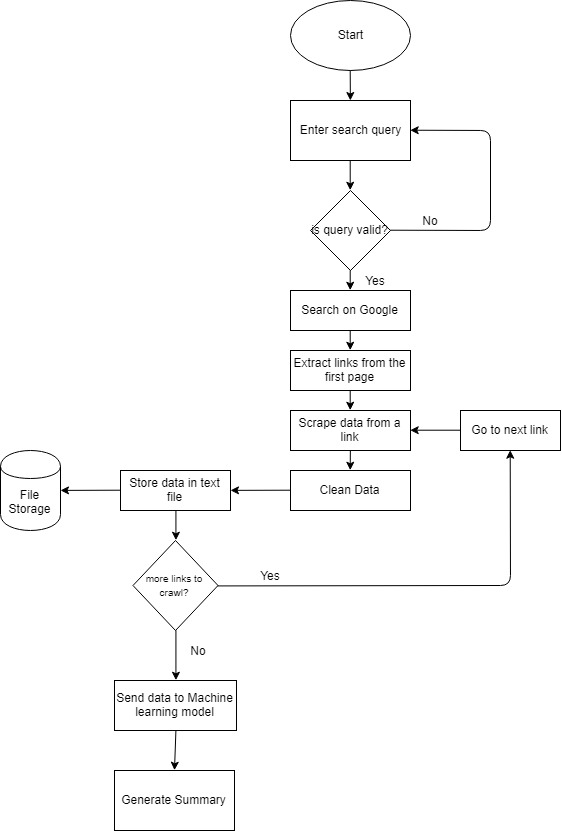 Start
Enter search query
is query valid?
No
Yes
Search on Google
Extract links from the
first page
Scrape data from a
link
Go to next link
Clean Data
Store data in text
file
File
Storage
more links to
crawl?
Yes
No
Send data to Machine
learning model
Generate Summary